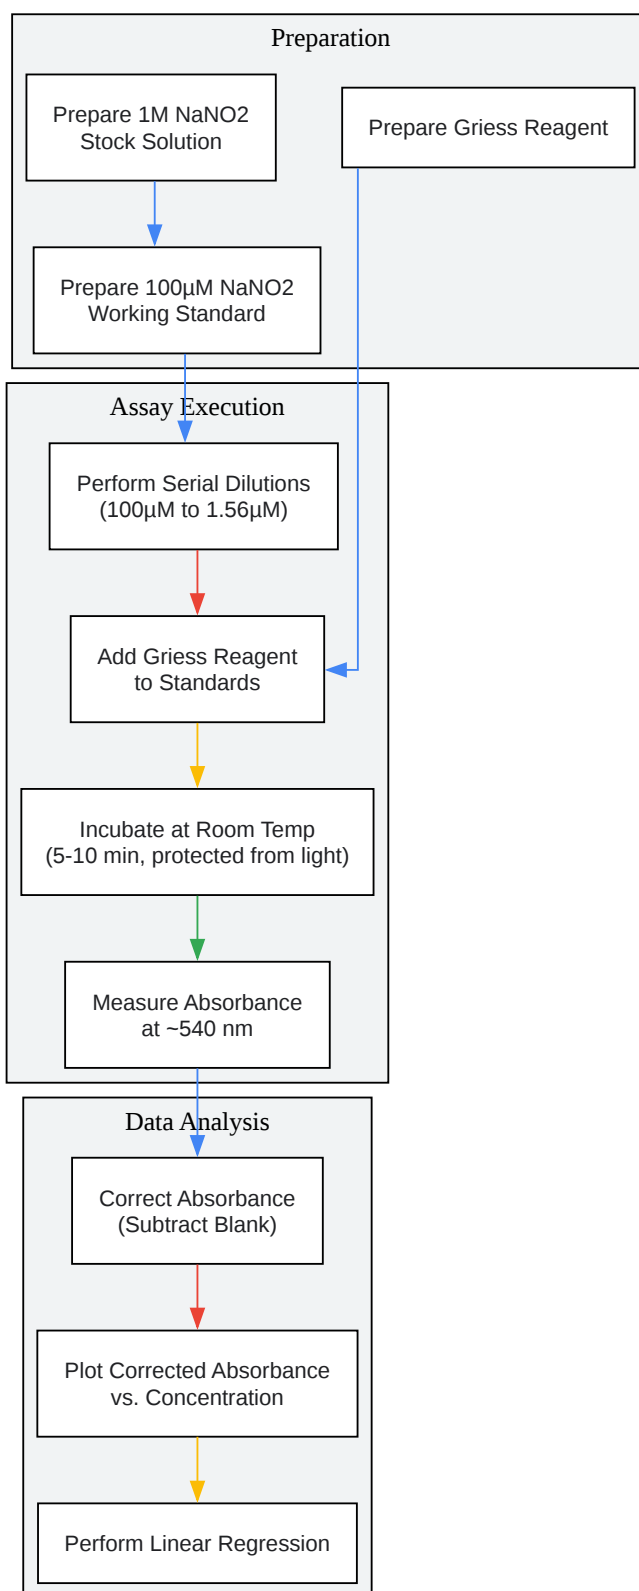 Preparation
Prepare 1M NaNO2
Stock Solution
Prepare Griess Reagent
Prepare 100µM NaNO2
Working Standard
Assay Execution
Perform Serial Dilutions
(100µM to 1.56µM)
Add Griess Reagent
to Standards
Incubate at Room Temp
(5-10 min, protected from light)
Measure Absorbance
at ~540 nm
Data Analysis
Correct Absorbance
(Subtract Blank)
Plot Corrected Absorbance
vs. Concentration
Perform Linear Regression